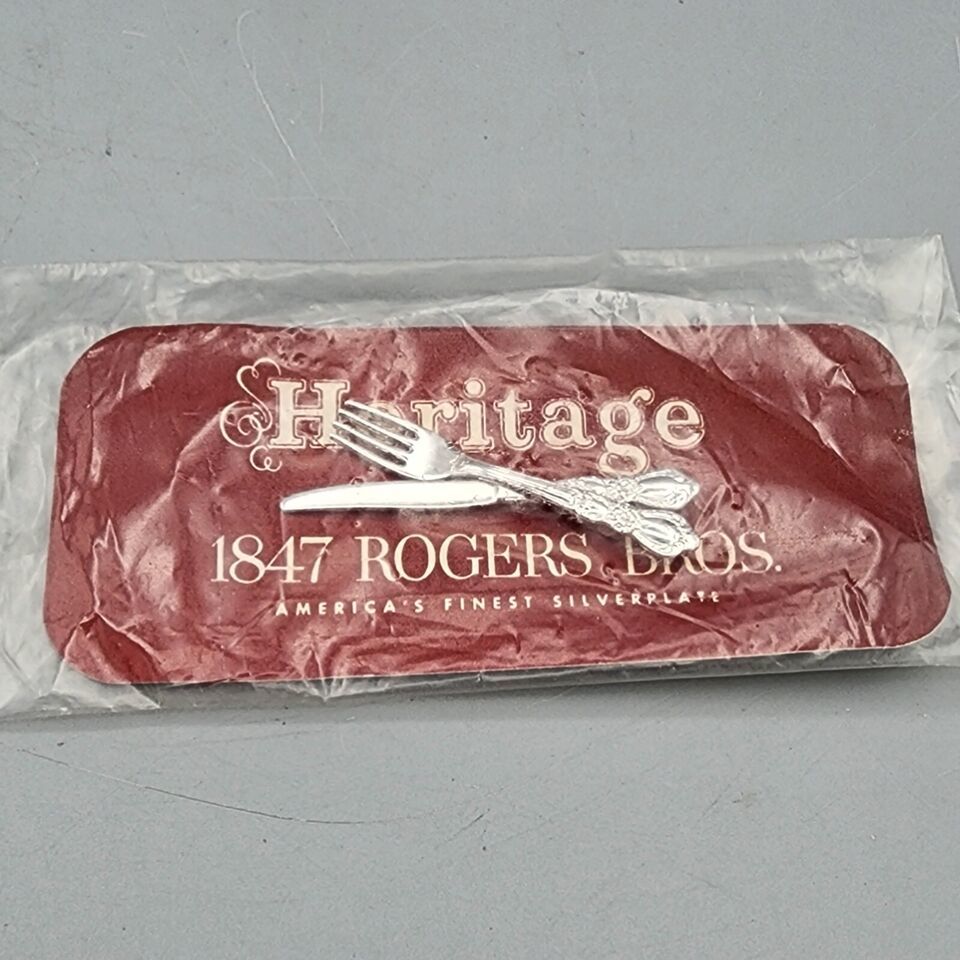 Heritage
1847 ROGERS BROS.
AMERICA'S FINEST SILVERPLATE